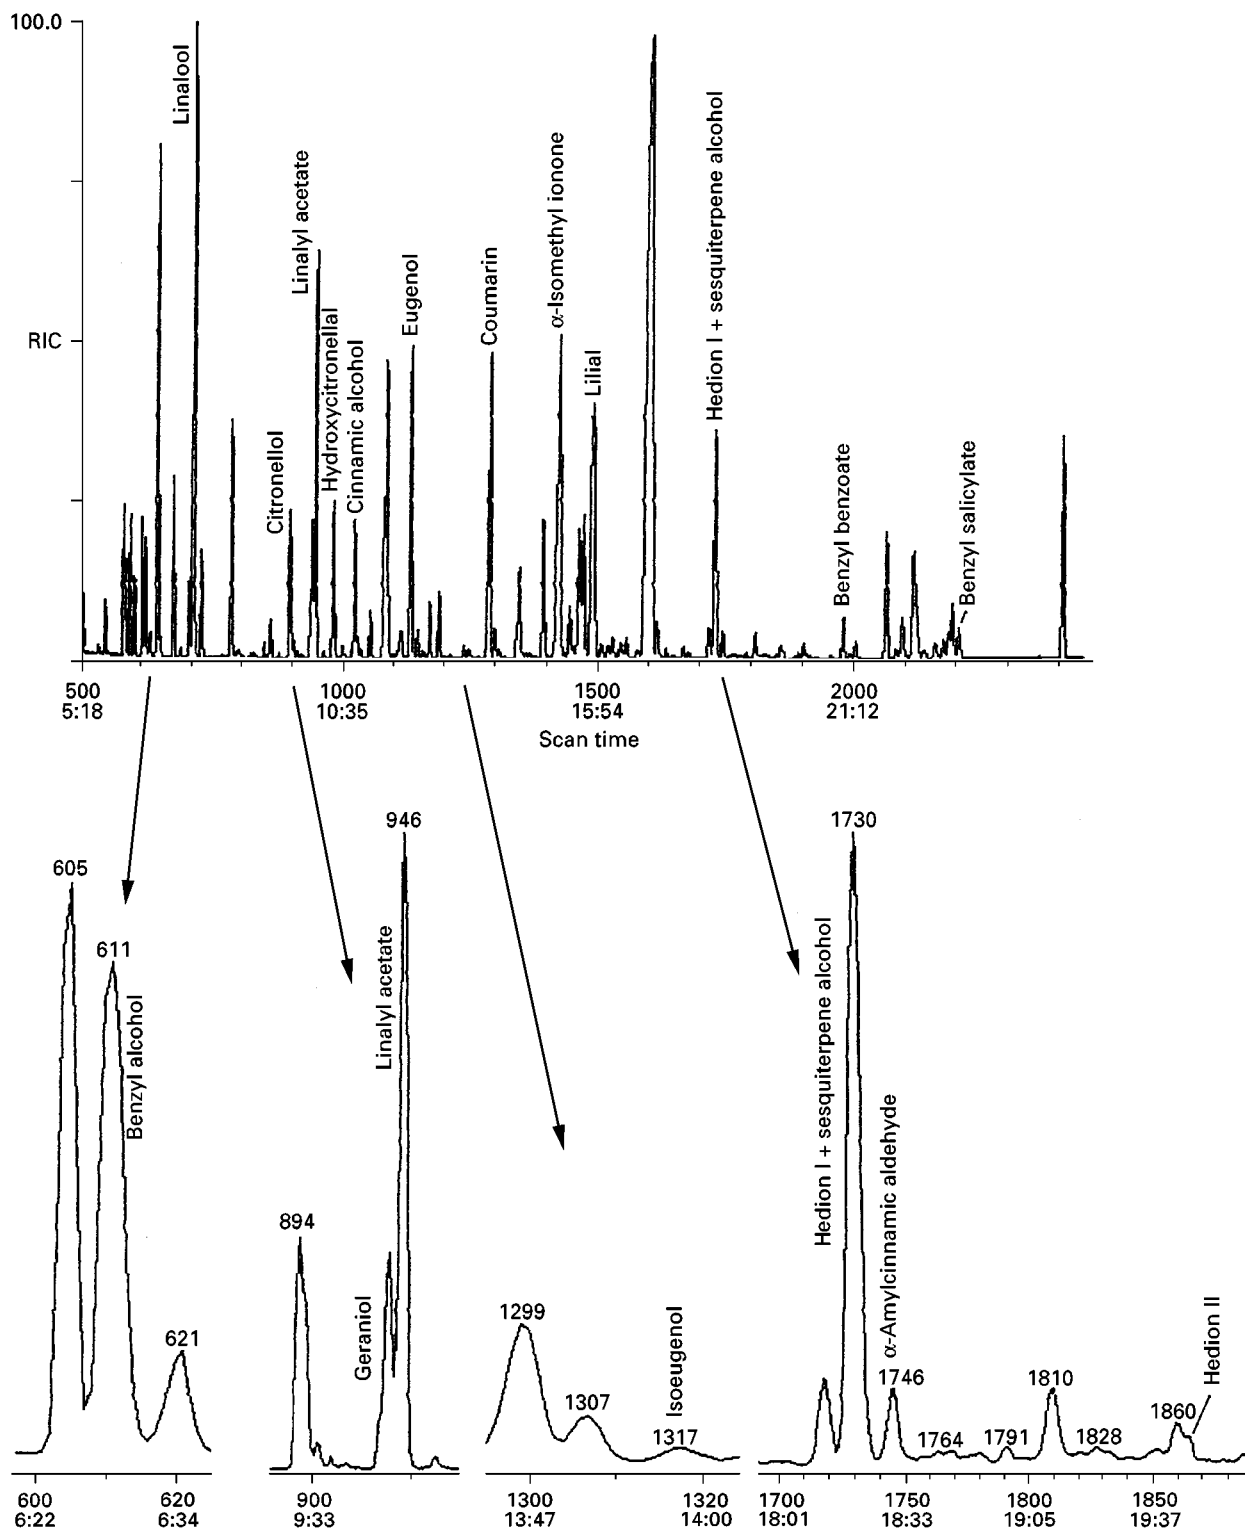 100.0
RIC
Linalool
Citronellol
Linalyl acetate
Hydroxycitronellal
Cinnamic alcohol
Eugenol
Coumarin
α-Isomethyl ionone
Lilial
Hedion I + sesquiterpene alcohol
Benzyl benzoate
Benzyl salicylate
500 1000 1500 2000
5:18 10:35 15:54 21:12
Scan time
605
611
Benzyl alcohol
621
600 620
6:22 6:34
894
Geraniol
Linalyl acetate
946
900
9:33
1299
1307
1317
Isoeugenol
1300 1320
13:47 14:00
Hedion I + sesquiterpene alcohol
1730
α-Amylcinnamic aldehyde
1746
1764
1791
1810
1828
1860
Hedion II
1700 1750 1800 1850
18:01 18:33 19:05 19:37